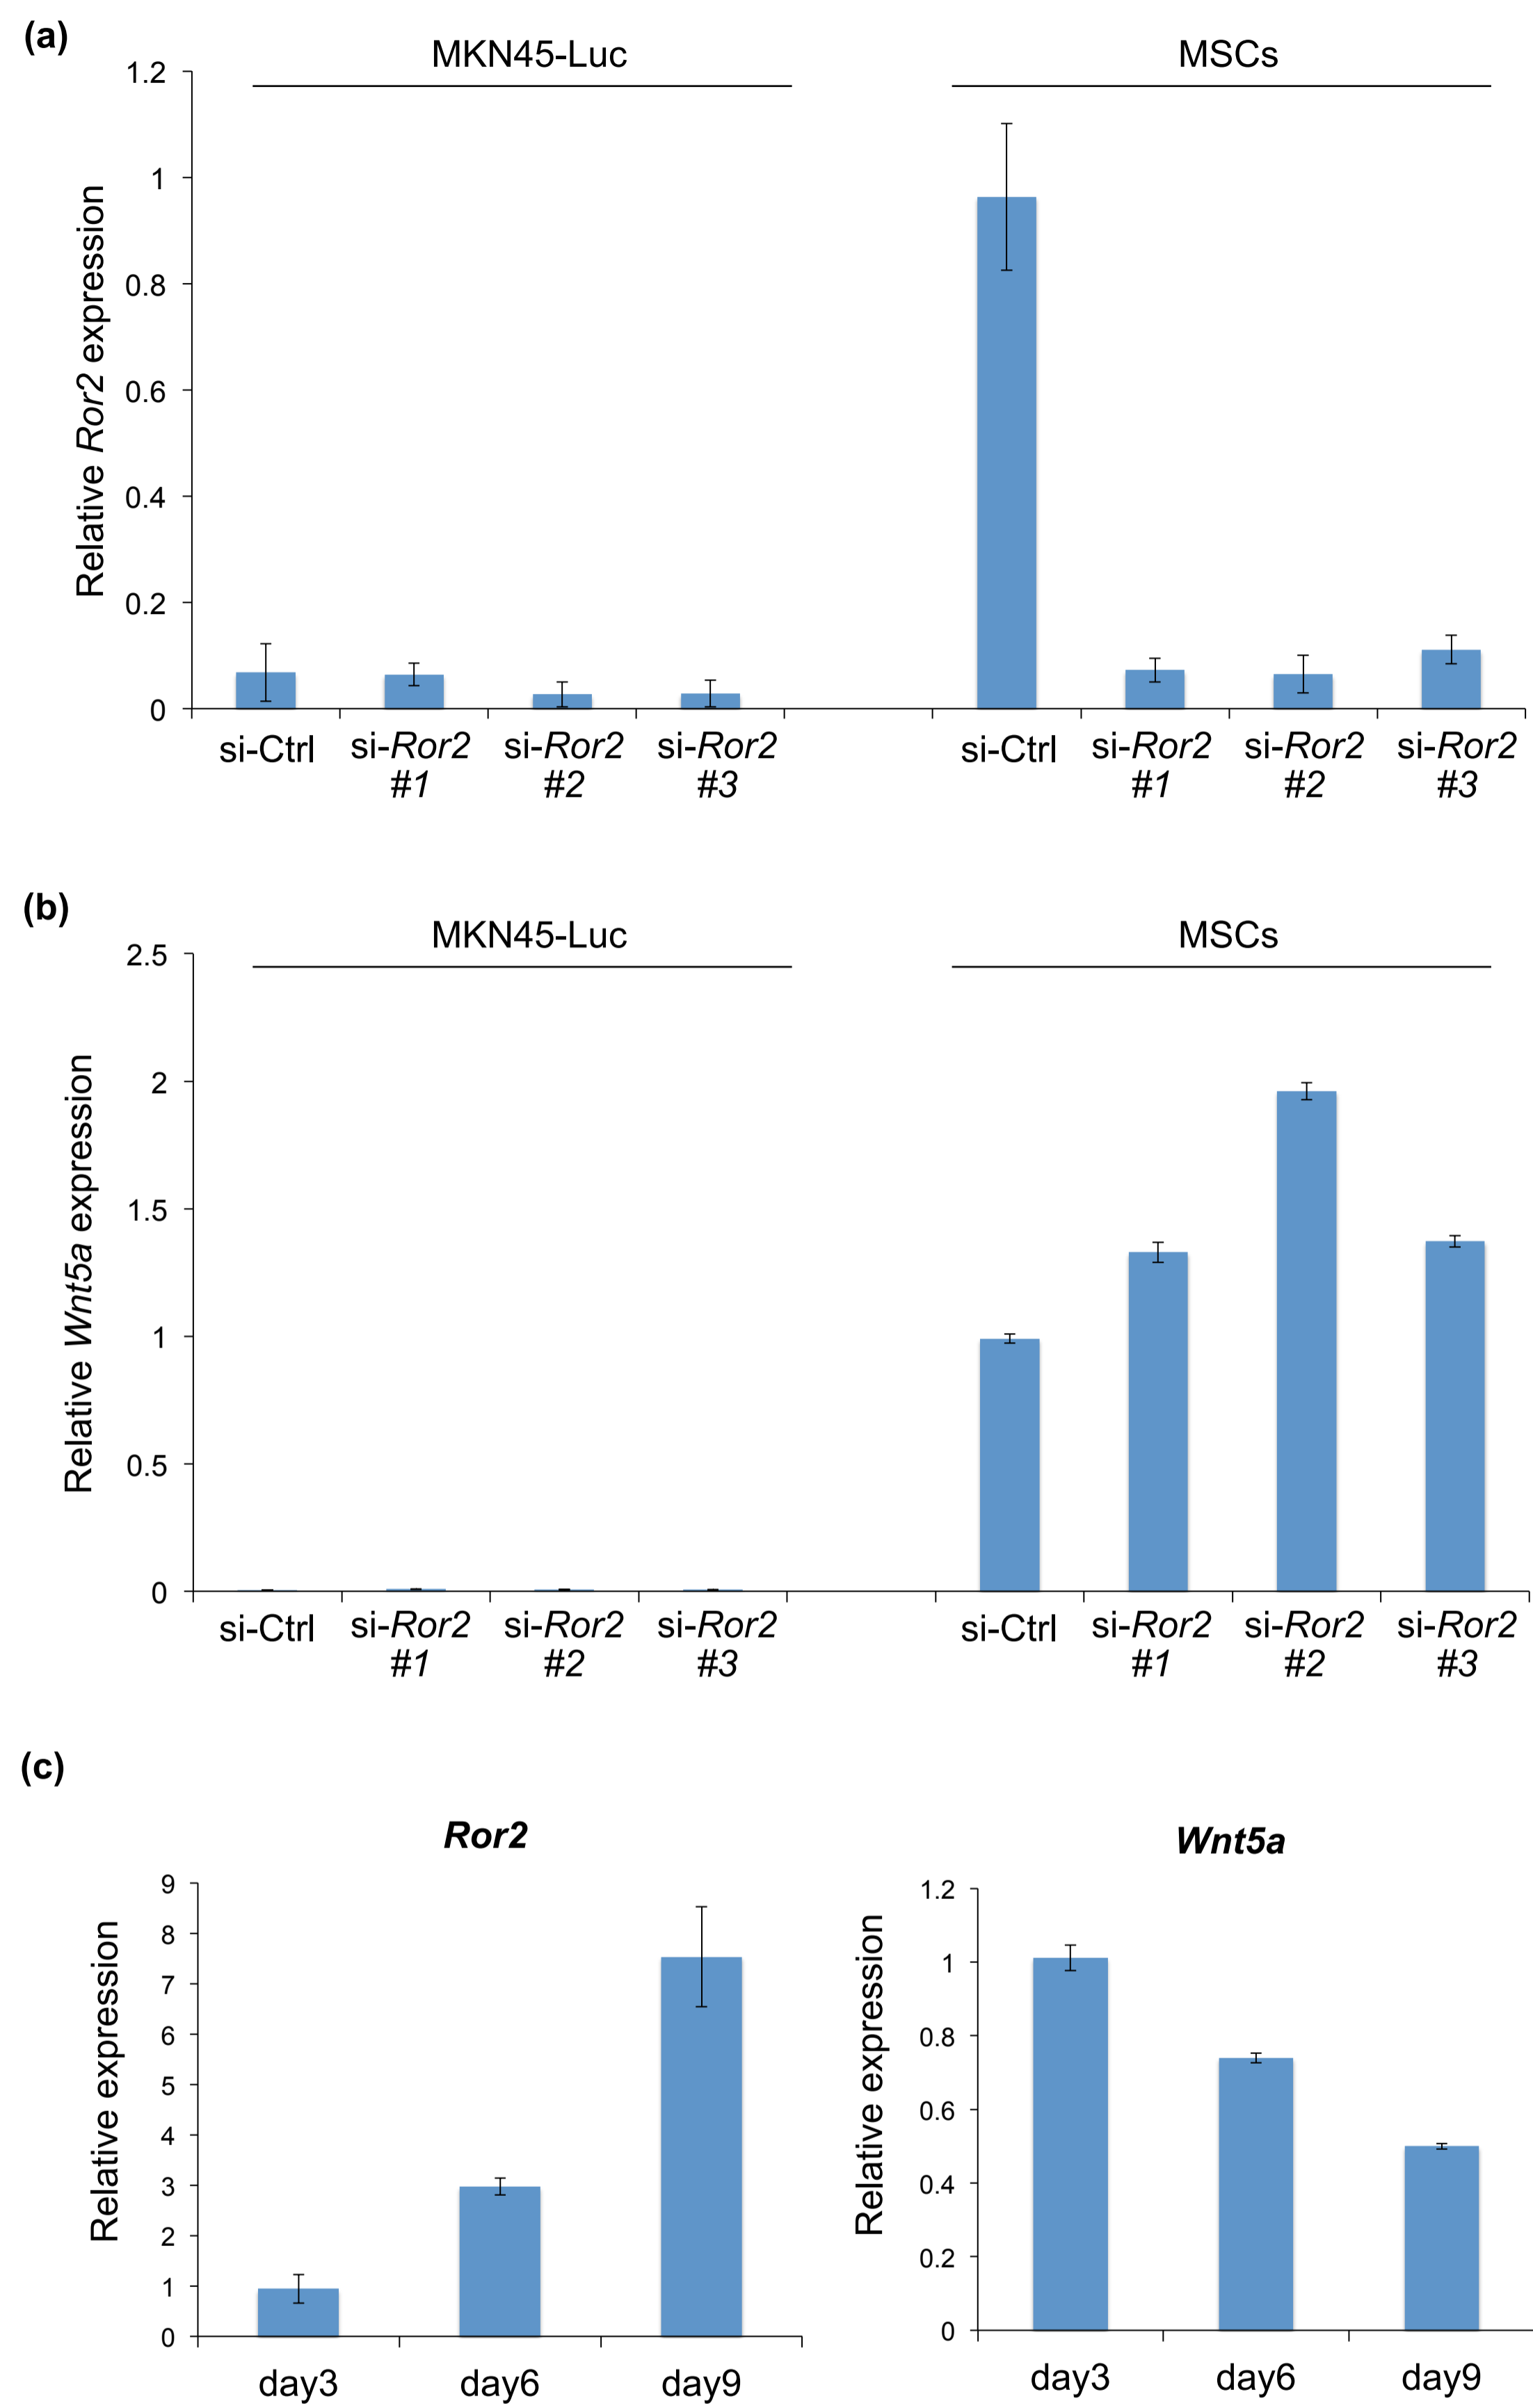 (a)
MKN45-Luc MSCs
Relative Ror2 expression
1.2
1
0.8
0.6
0.4
0.2
0
si-Ctrl si-Ror2 si-Ror2 si-Ror2 si-Ctrl si-Ror2 si-Ror2 si-Ror2
#1 #2 #3 #1 #2 #3
(b)
MKN45-Luc MSCs
Relative Wnt5a expression
2.5
2
1.5
1
0.5
0
si-Ctrl si-Ror2 si-Ror2 si-Ror2 si-Ctrl si-Ror2 si-Ror2 si-Ror2
#1 #2 #3 #1 #2 #3
(c)
Ror2
Relative expression
9
8
7
6
5
4
3
2
1
0
day3 day6 day9
Wnt5a
Relative expression
1.2
1
0.8
0.6
0.4
0.2
0
day3 day6 day9